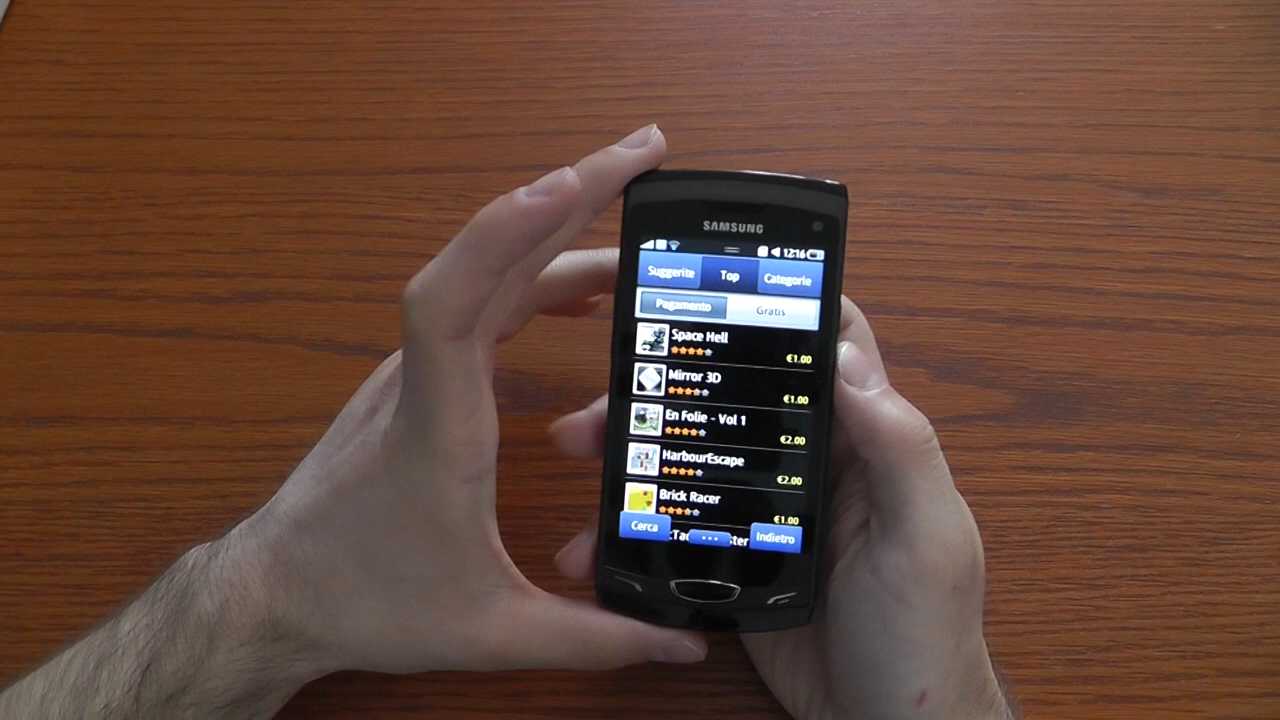 SAMSUNG
12:16
Suggerite Top Categorie
Pagamento Gratis
Space Hell
€1.00
Mirror 3D
€1.00
En Folie - Vol 1
€2.00
HarbourEscape
€2.00
Brick Racer
€1.00
Cerca ... Indietro